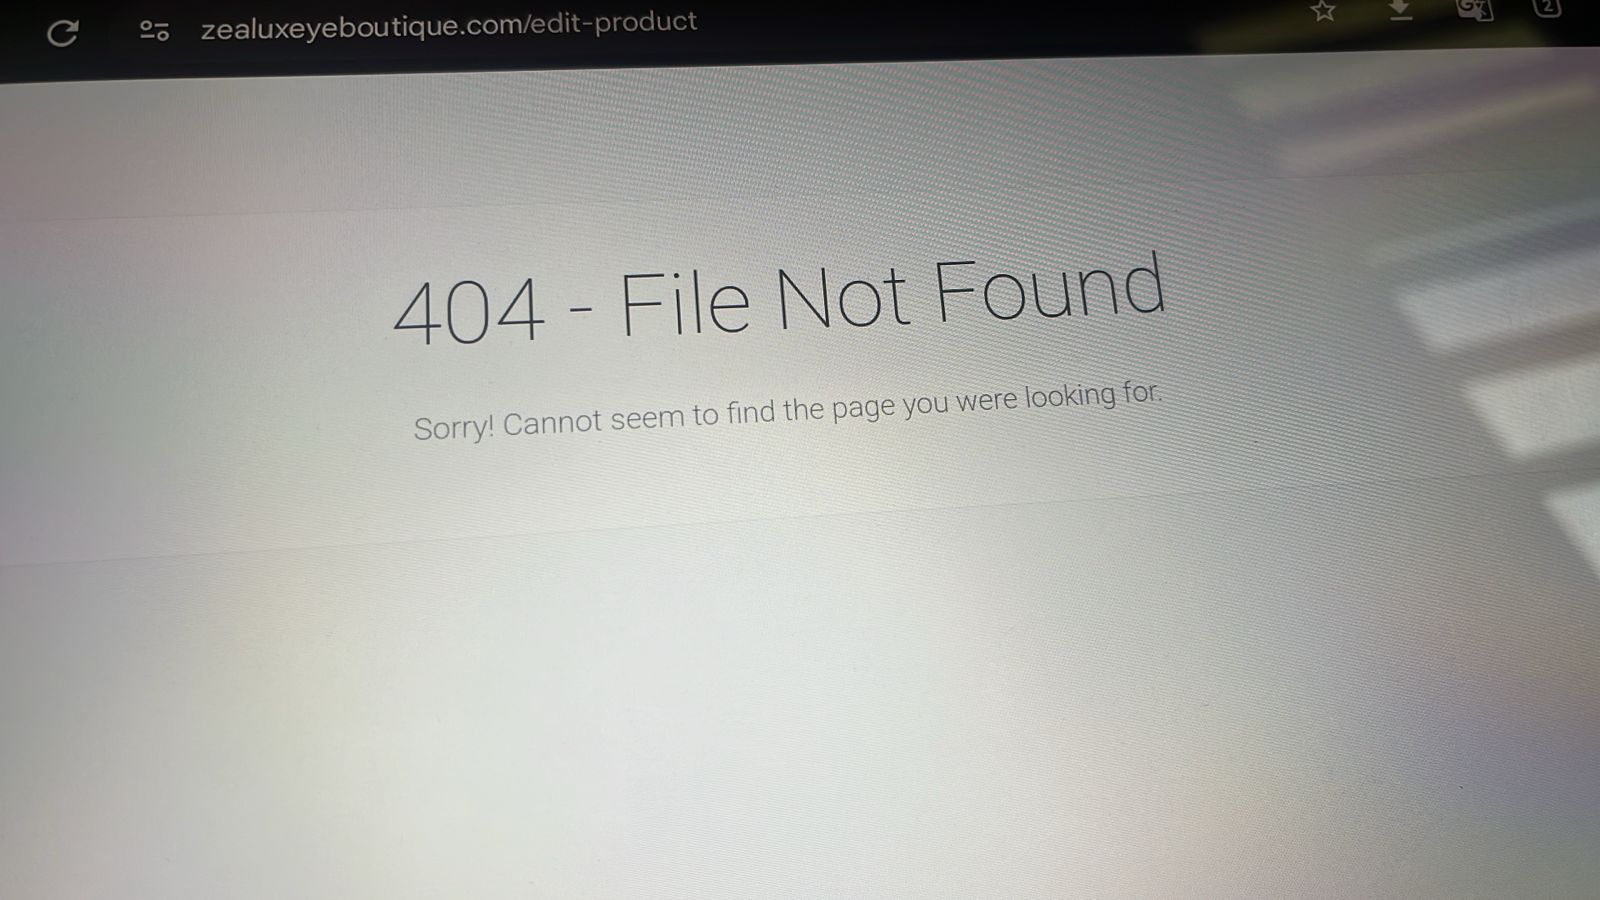 zealuxeyeboutique.com/edit-product
2
404 - File Not Found
Sorry! Cannot seem to find the page you were looking for.